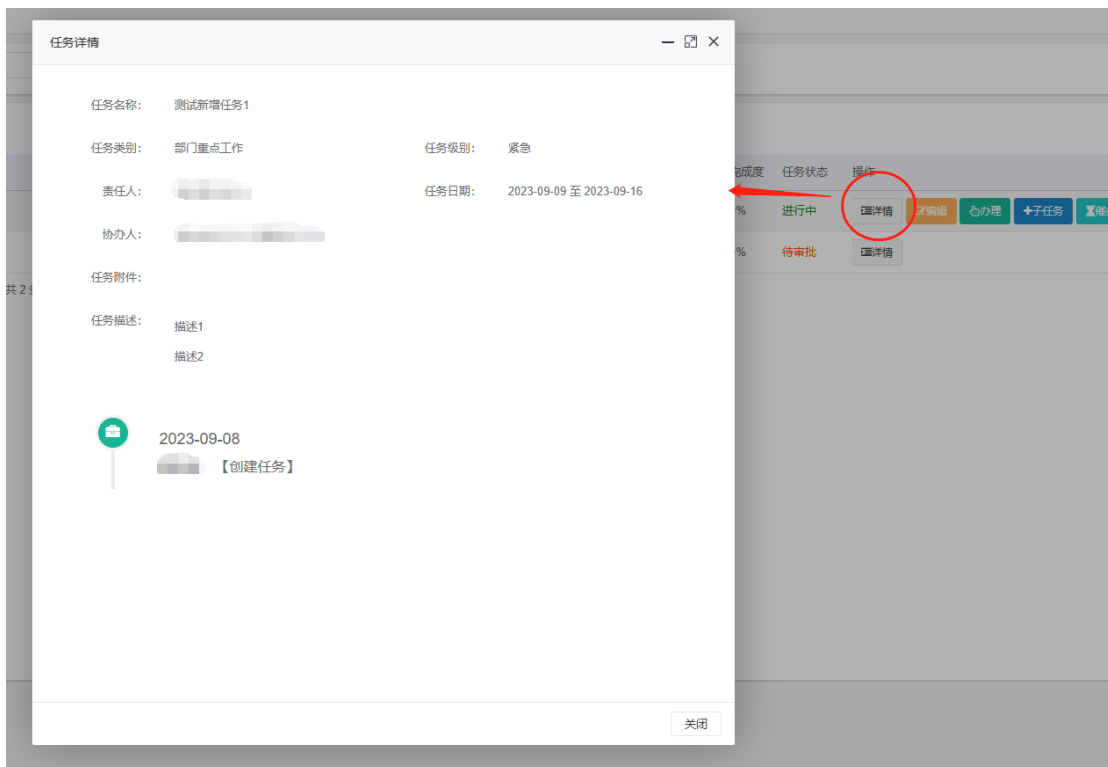 任务详情
任务名称: 测试新增任务1
任务类别: 部门重点工作 任务级别: 紧急
责任人: 任务日期: 2023-09-09 至 2023-09-16
协办人:
任务附件:
任务描述: 描述1
描述2
2023-09-08
【创建任务】
关闭
完成度 任务状态 操作
% 进行中 详情 编辑 办理 +子任务
% 待审批 详情
共 2